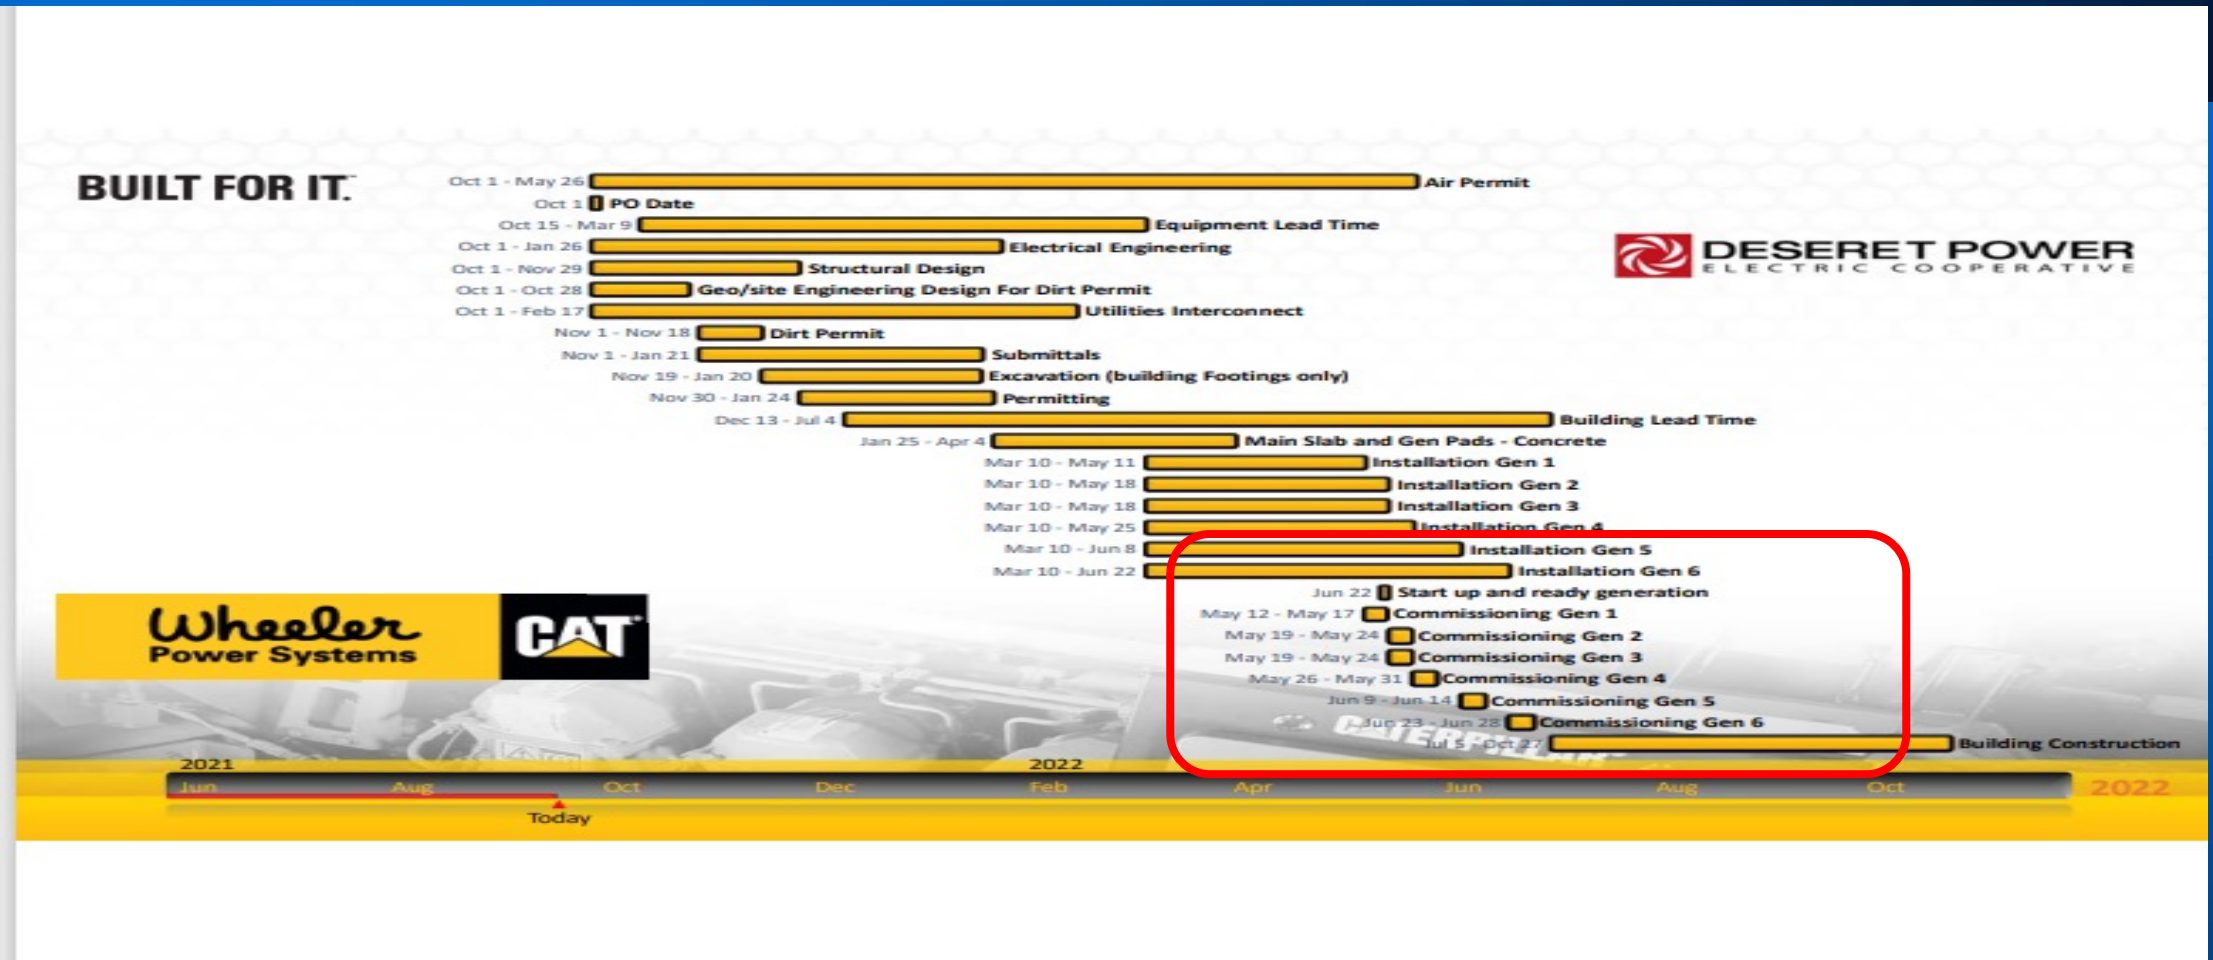 BUILT FOR IT.
Oct 1 - May 26 Air Permit
Oct 1 PO Date
Oct 15 - Mar 9 Equipment Lead Time
Oct 1 - Jan 26 Electrical Engineering
DESERET POWER
ELECTRIC COOPERATIVE
Oct 1 - Nov 29 Structural Design
Oct 1 - Oct 28 Geo/site Engineering Design For Dirt Permit
Oct 1 - Feb 17 Utilities Interconnect
Nov 1 - Nov 18 Dirt Permit
Nov 1 - Jan 21 Submittals
Nov 19 - Jan 20 Excavation (building Footings only)
Nov 30 - Jan 24 Permitting
Dec 13 - Jul 4 Building Lead Time
Jan 25 - Apr 4 Main Slab and Gen Pads - Concrete
Mar 10 - May 11 Installation Gen 1
Mar 10 - May 18 Installation Gen 2
Mar 10 - May 18 Installation Gen 3
Mar 10 - May 25 Installation Gen 4
Mar 10 - Jun 8 Installation Gen 5
Mar 10 - Jun 22 Installation Gen 6
Jun 22 Start up and ready generation
May 12 - May 17 Commissioning Gen 1
May 19 - May 24 Commissioning Gen 2
May 19 - May 24 Commissioning Gen 3
May 26 - May 31 Commissioning Gen 4
Jun 9 - Jun 14 Commissioning Gen 5
Jun 23 - Jun 28 Commissioning Gen 6
Jul 5 - Oct 27 Building Construction
Wheeler
Power Systems
CAT
CATERPILLAR
2021 2022
Jun Aug Oct Dec Feb Apr Jun Aug Oct 2022
Today